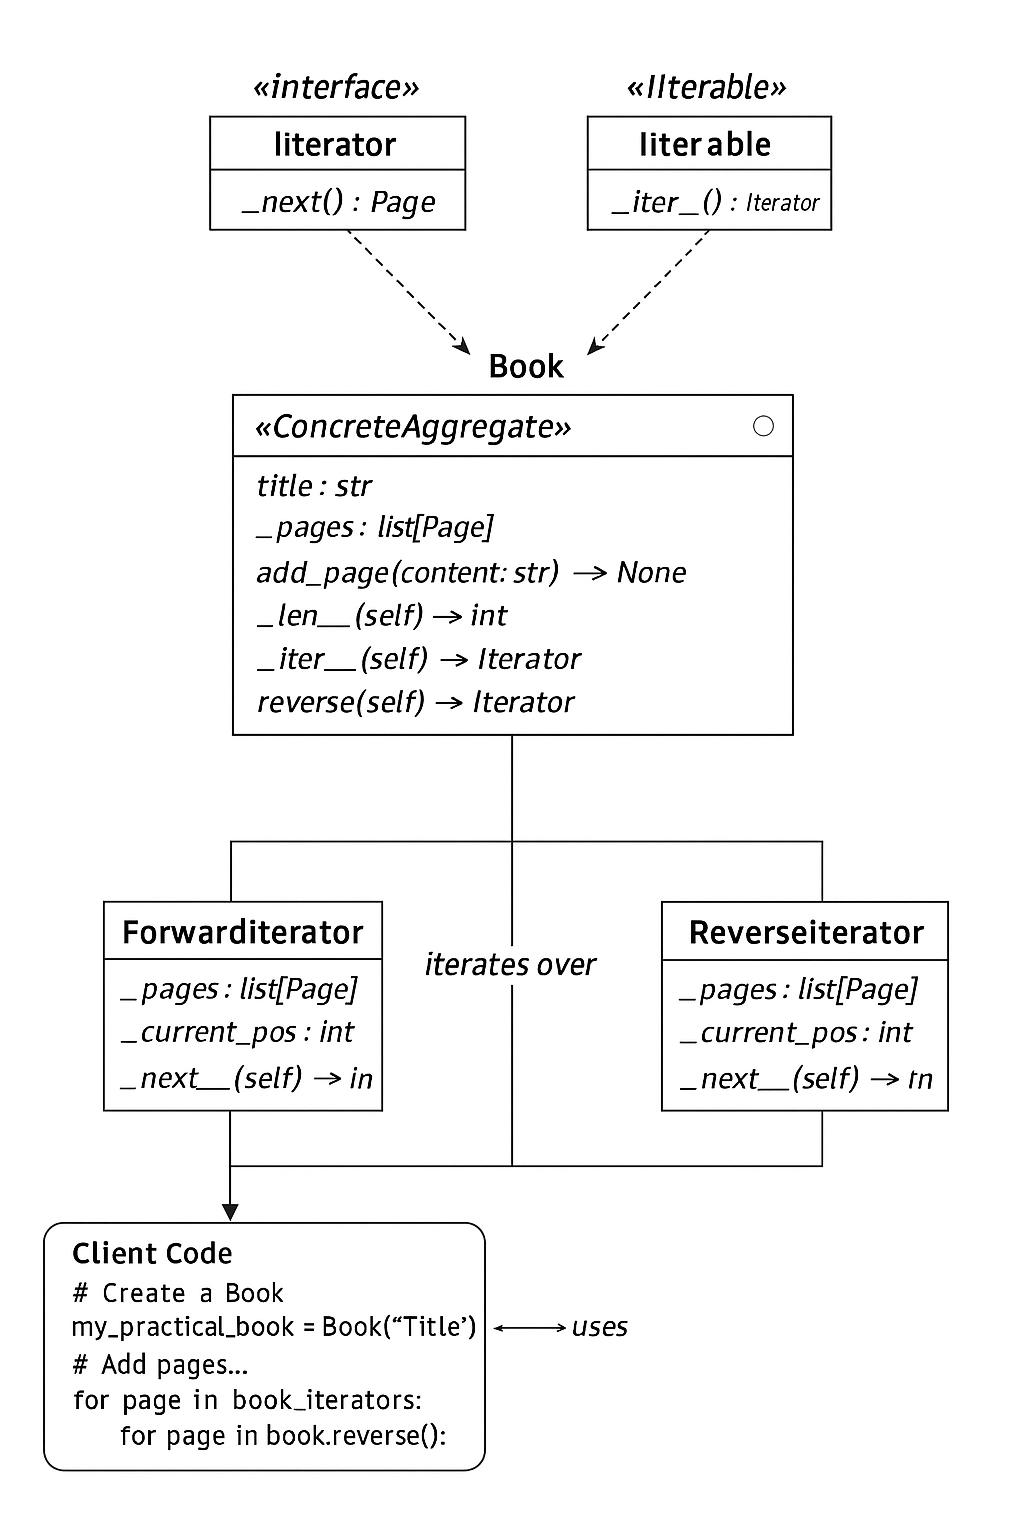 «interface»
Iiterator
_next() : Page
«IIterable»
Iiterable
_iter_() : Iterator
Book
«ConcreteAggregate»
title : str
_pages : list[Page]
add_page(content: str) → None
_len__(self) → int
_iter__(self) → Iterator
reverse(self) → Iterator
Forwarditerator
_pages : list[Page]
_current_pos : int
_next__(self) → in
iterates over
Reverseiterator
_pages : list[Page]
_current_pos : int
_next__(self) → In
Client Code
# Create a Book
my_practical_book = Book(“Title’)
uses
# Add pages...
for page in book_iterators:
for page in book.reverse():